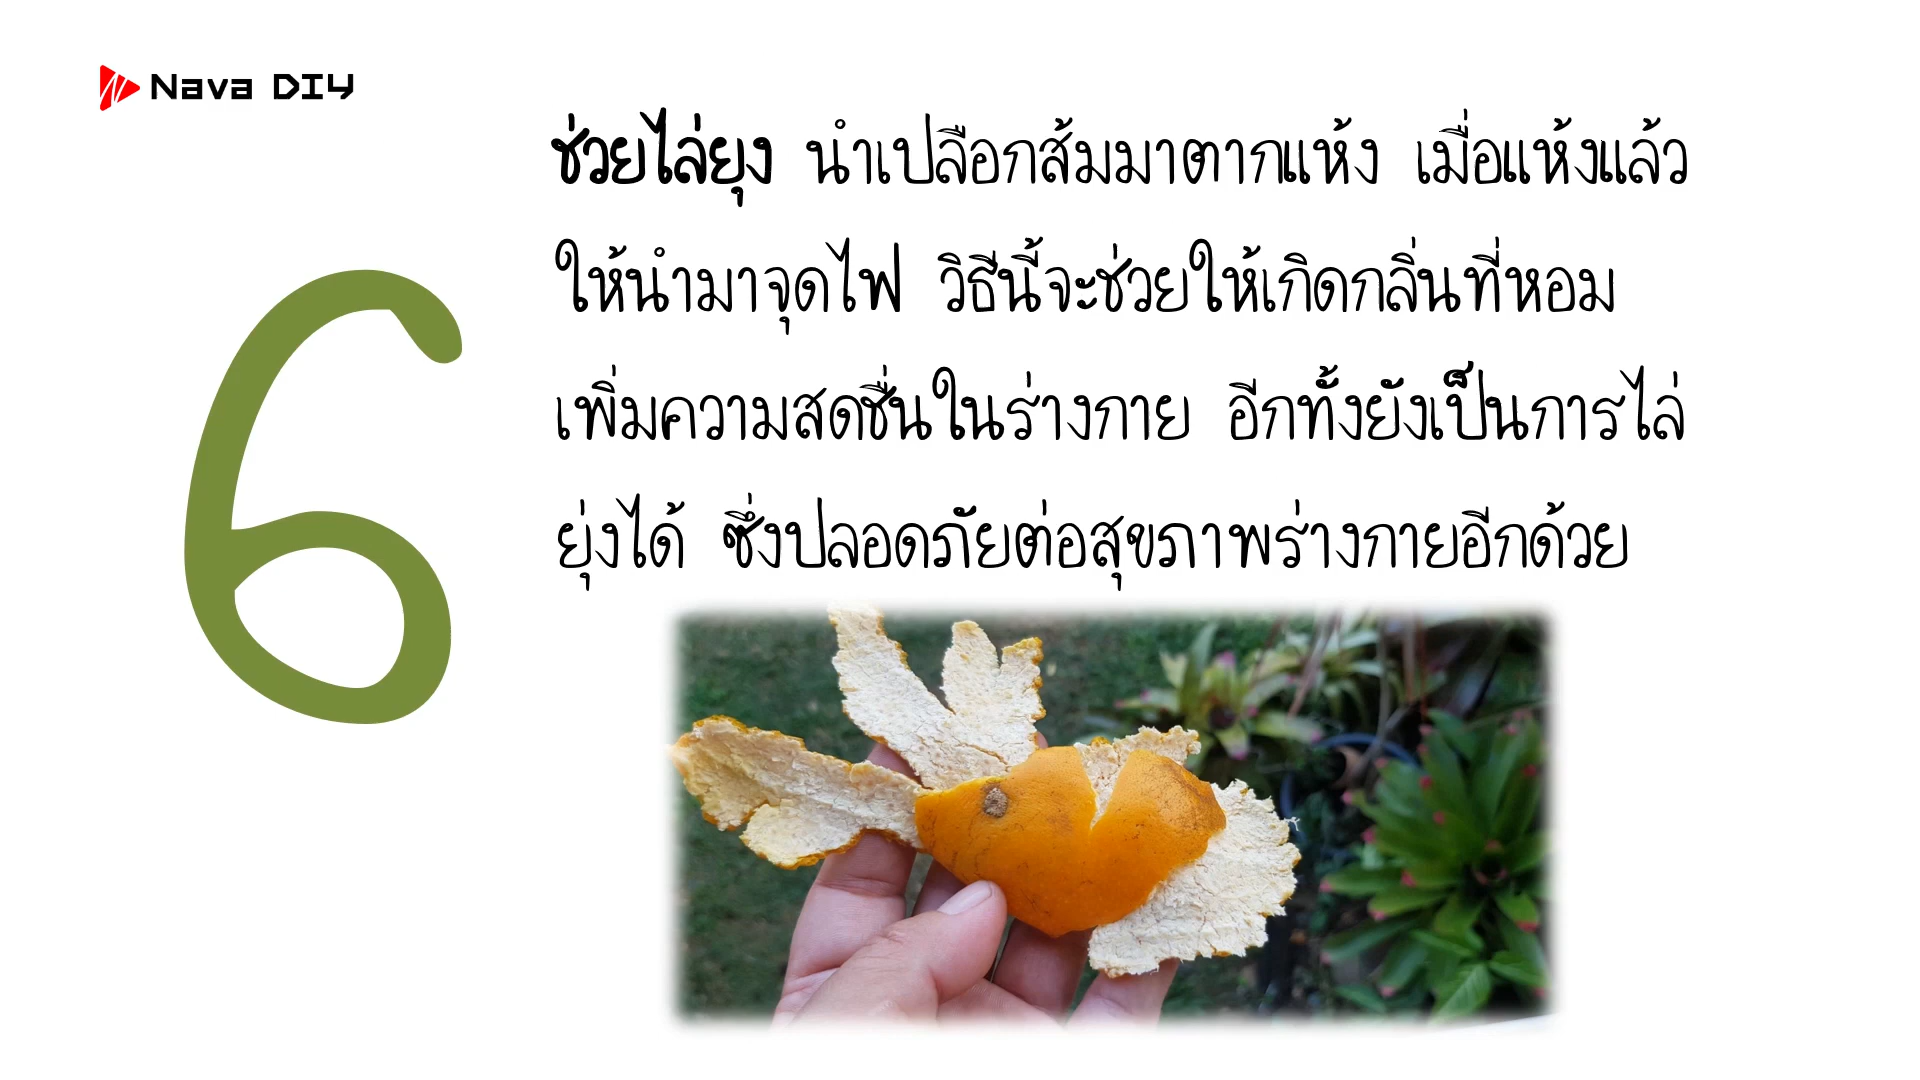 Nava DIY
6
ช่วยไล่ยุง นำเปลือกส้มมาตากแห้ง เมื่อแห้งแล้ว
ให้นำมาจุดไฟ วิธีนี้จะช่วยให้เกิดกลิ่นที่หอม
เพิ่มความสดชื่นในร่างกาย อีกทั้งยังเป็นการไล่
ยุ่งได้ ซึ่งปลอดภัยต่อสุขภาพร่างกายอีกด้วย